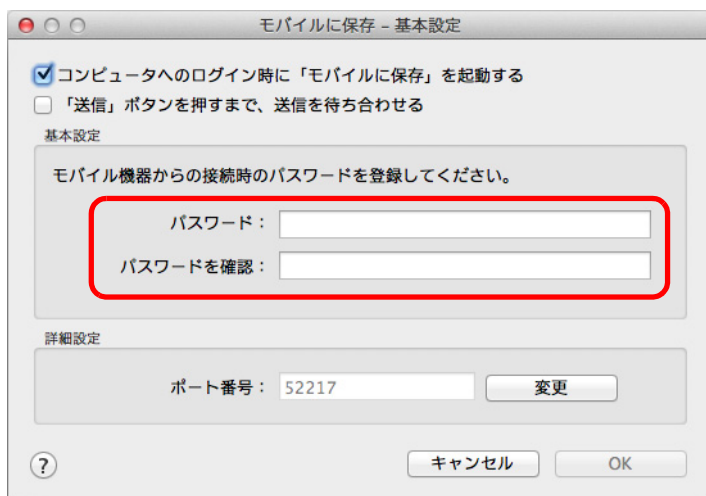 モバイルに保存 – 基本設定
コンピュータへのログイン時に「モバイルに保存」を起動する
「送信」ボタンを押すまで、送信を待ち合わせる
基本設定
モバイル機器からの接続時のパスワードを登録してください。
パスワード：
パスワードを確認：
詳細設定
ポート番号： 52217 変更
? キャンセル OK